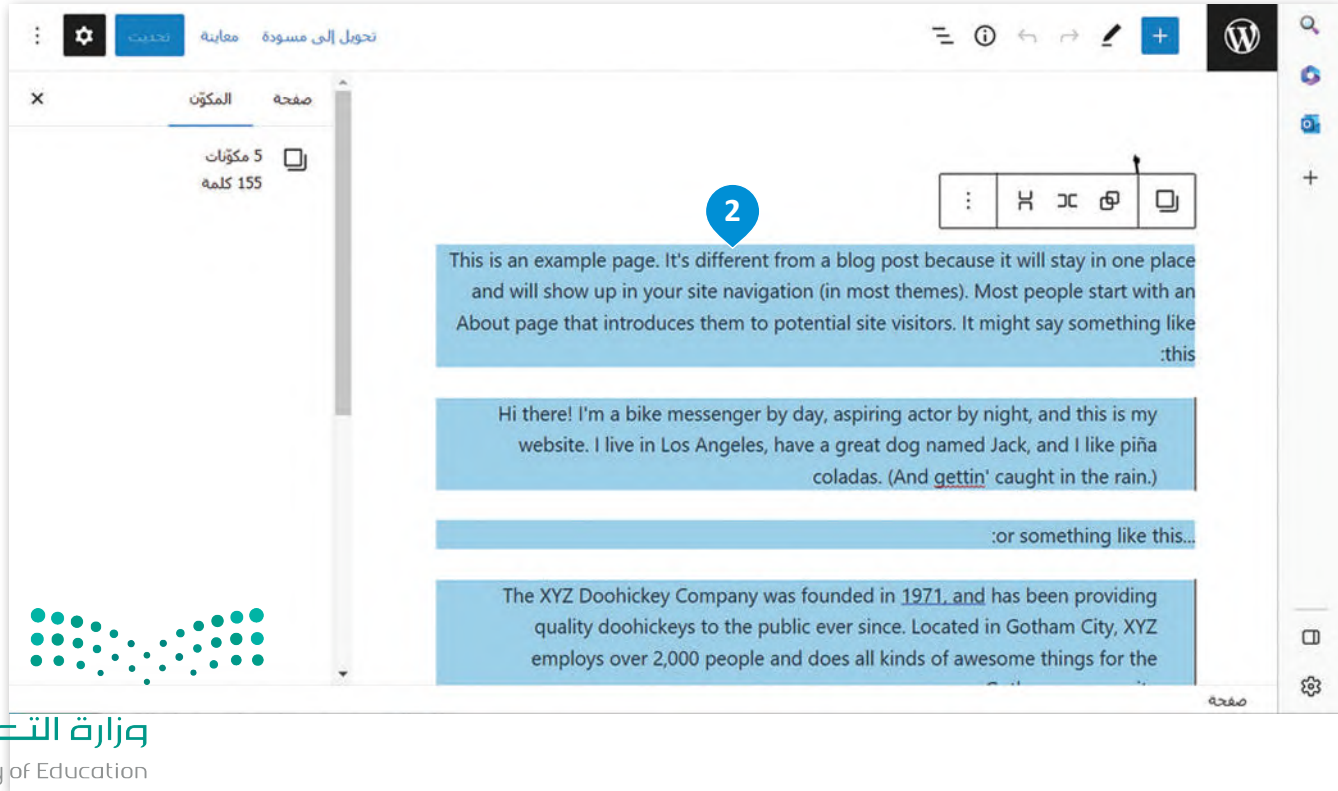 تحويل إلى مسودة
معاينة
تحديث
صفحة
المكوّن
5 مكوّنات
155 كلمة
2
This is an example page. It's different from a blog post because it will stay in one place
and will show up in your site navigation (in most themes). Most people start with an
About page that introduces them to potential site visitors. It might say something like
:this
Hi there! I'm a bike messenger by day, aspiring actor by night, and this is my
website. I live in Los Angeles, have a great dog named Jack, and I like piña
coladas. (And gettin' caught in the rain.)
:or something like this...
The XYZ Doohickey Company was founded in 1971, and has been providing
quality doohickeys to the public ever since. Located in Gotham City, XYZ
employs over 2,000 people and does all kinds of awesome things for the
صفحة
وزارة التـ
of Education